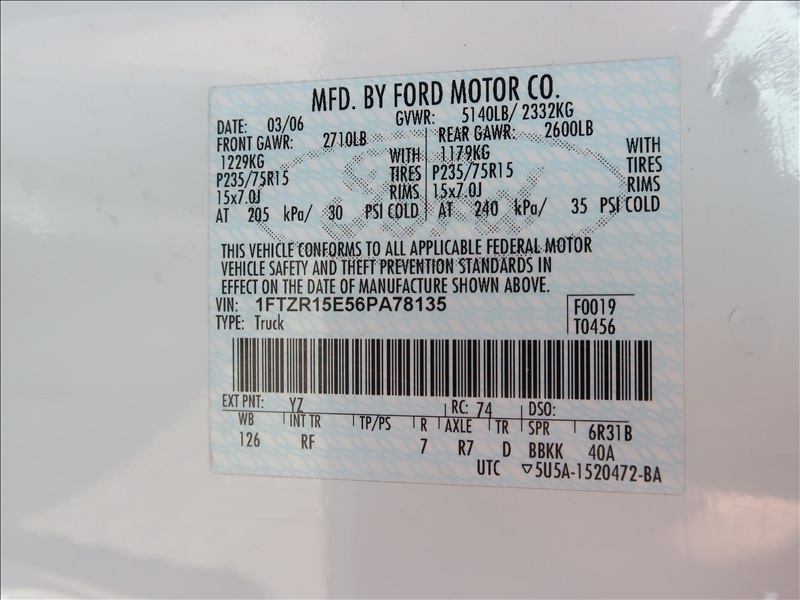 MFD. BY FORD MOTOR CO.
DATE: 03/06 GVWR: 5140LB/ 2332KG
FRONT GAWR: 2710LB REAR GAWR: 2600LB
1229KG WITH 1179KG WITH
P235/75R15 TIRES P235/75R15 TIRES
15x7.0J RIMS 15x7.0J RIMS
AT 205 kPa/ 30 PSI COLD AT 240 kPa/ 35 PSI COLD
THIS VEHICLE CONFORMS TO ALL APPLICABLE FEDERAL MOTOR
VEHICLE SAFETY AND THEFT PREVENTION STANDARDS IN
EFFECT ON THE DATE OF MANUFACTURE SHOWN ABOVE.
VIN: 1FTZR15E56PA78135 F0019
TYPE: Truck T0456
EXT PNT: YZ RC: 74 DSO:
WB INT TR TP/PS R AXLE TR SPR 6R31B
126 RF 7 R7 D BBKK 40A
UTC ▽5U5A-1520472-BA